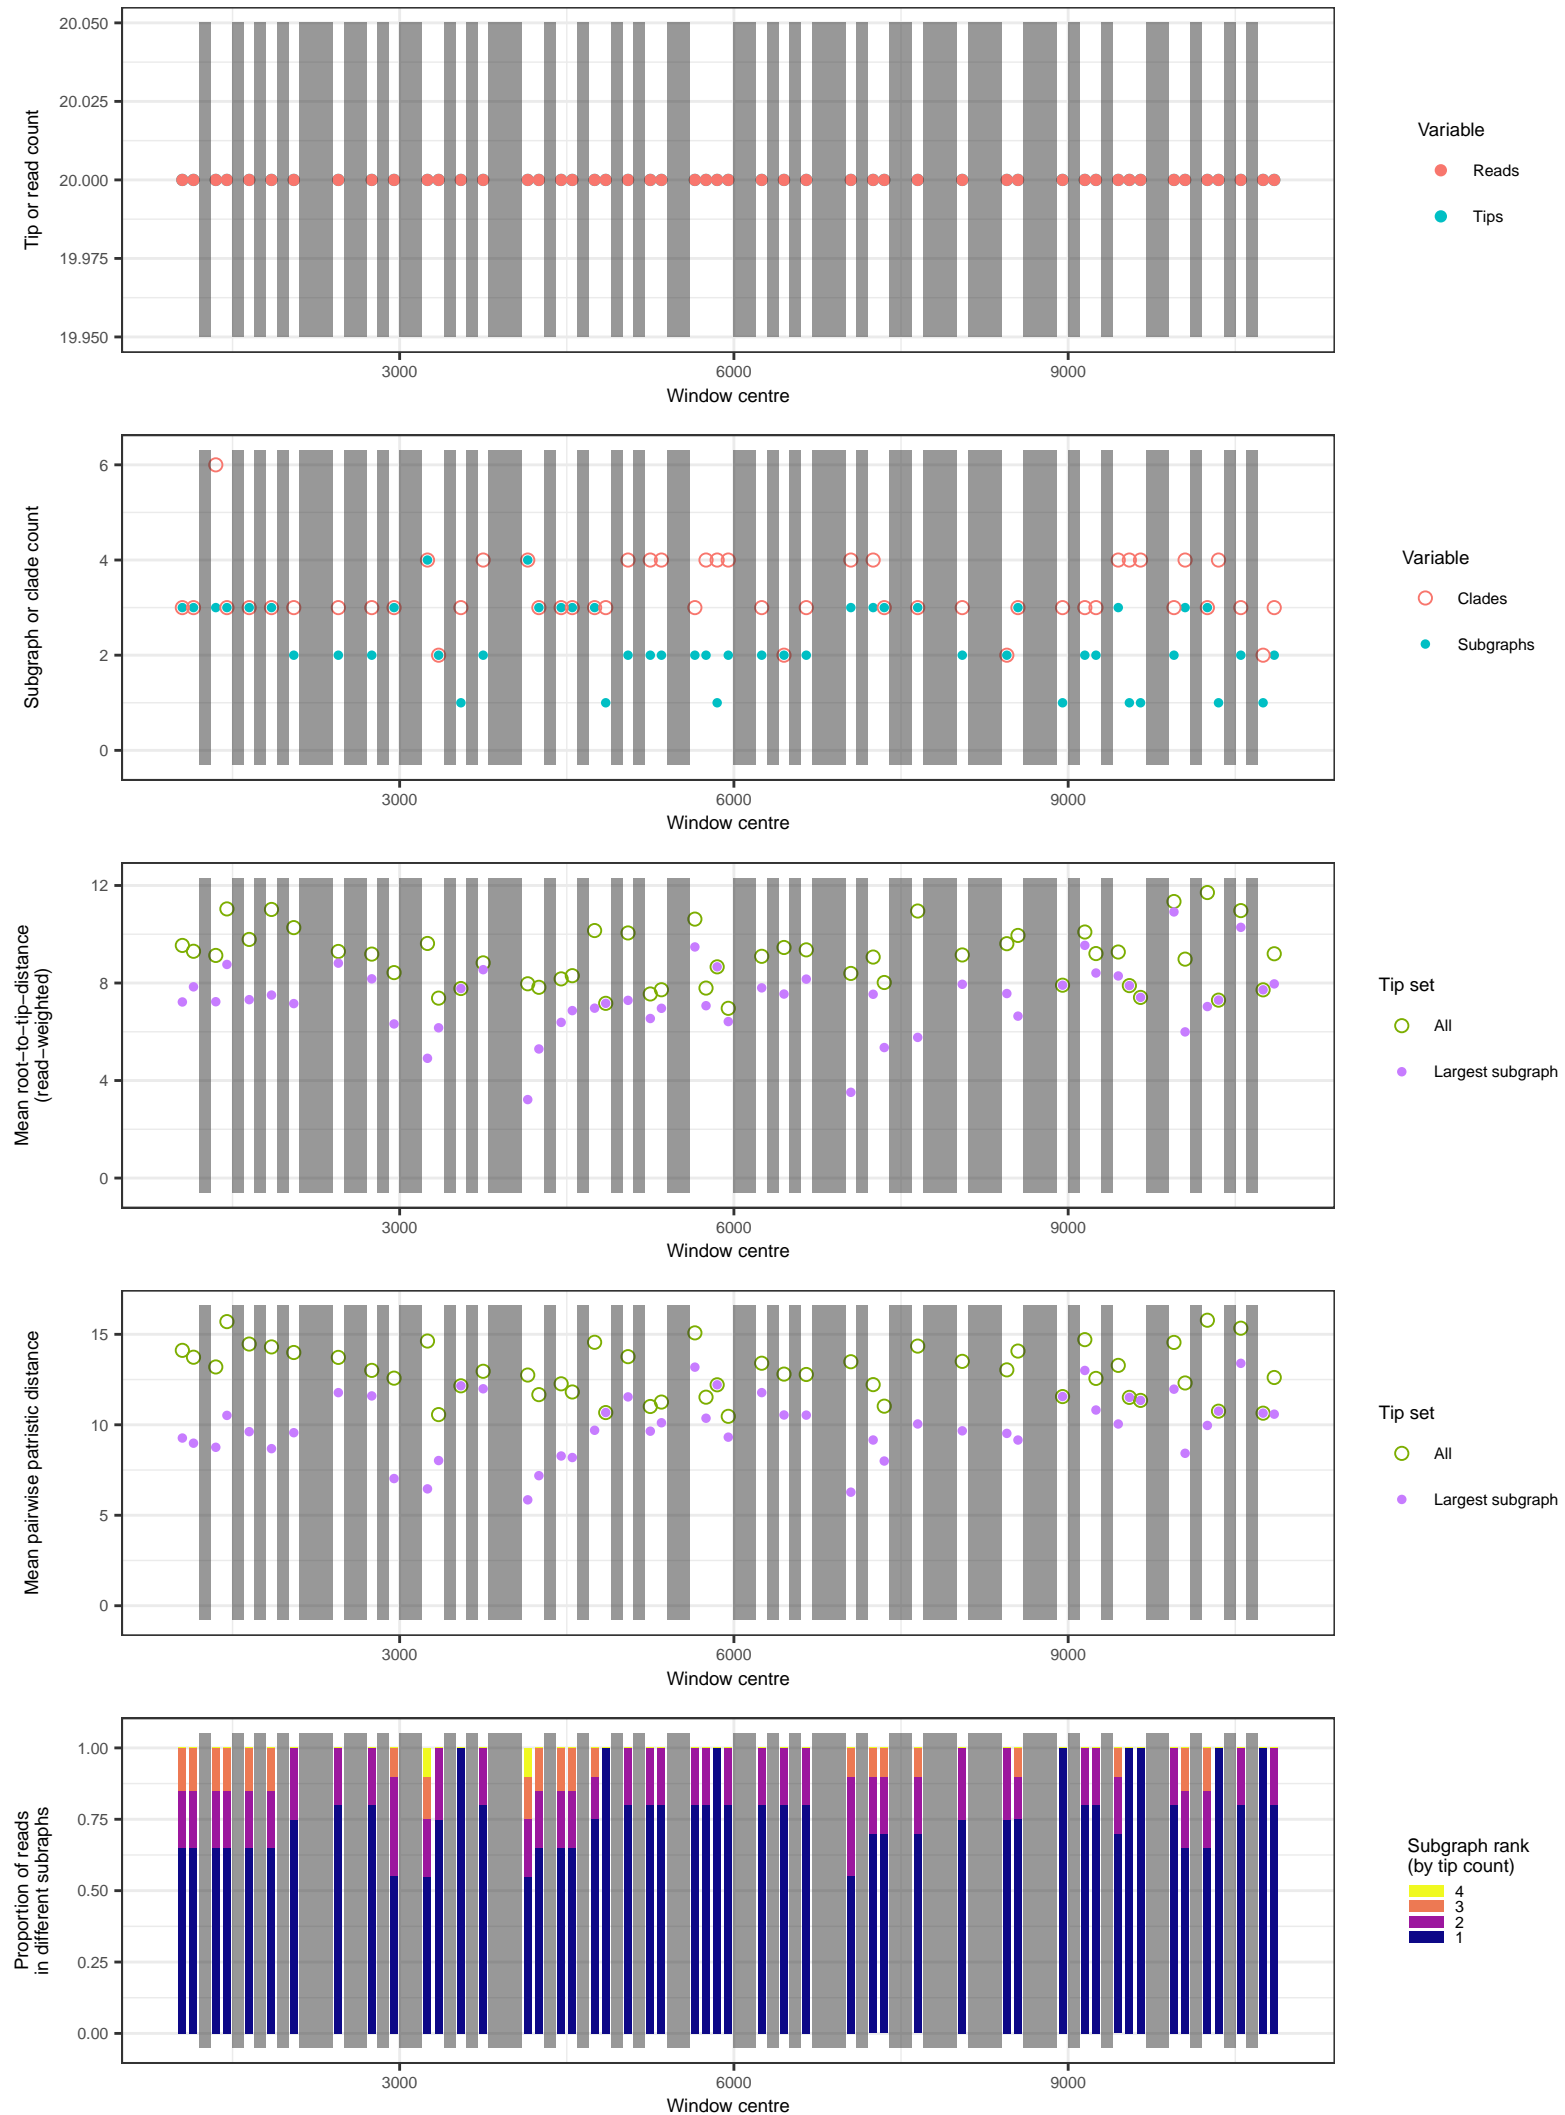 20.050
20.025
20.000
19.975
19.950
Tip or read count
3000
6000
9000
Window centre
Variable
Reads
Tips
6
4
2
0
Subgraph or clade count
3000
6000
9000
Window centre
Variable
Clades
Subgraphs
12
8
4
0
Mean root−to−tip−distance
(read−weighted)
3000
6000
9000
Window centre
Tip set
All
Largest subgraph
15
10
5
0
Mean pairwise patristic distance
3000
6000
9000
Window centre
Tip set
All
Largest subgraph
1.00
0.75
0.50
0.25
0.00
Proportion of reads
in different subraphs
3000
6000
9000
Window centre
Subgraph rank
(by tip count)
4
3
2
1